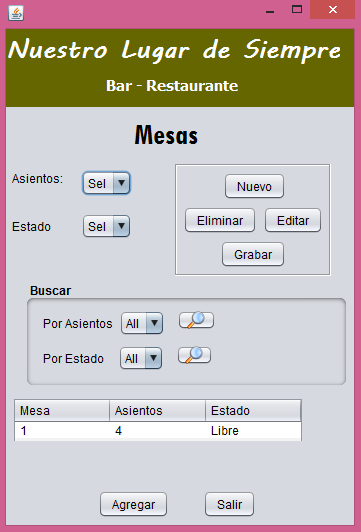 Nuestro Lugar de Siempre
Bar - Restaurante
Mesas
Asientos: Sel
Estado Sel
Nuevo
Eliminar Editar
Grabar
Buscar
Por Asientos All
Por Estado All
Mesa Asientos Estado
1 4 Libre
Agregar Salir